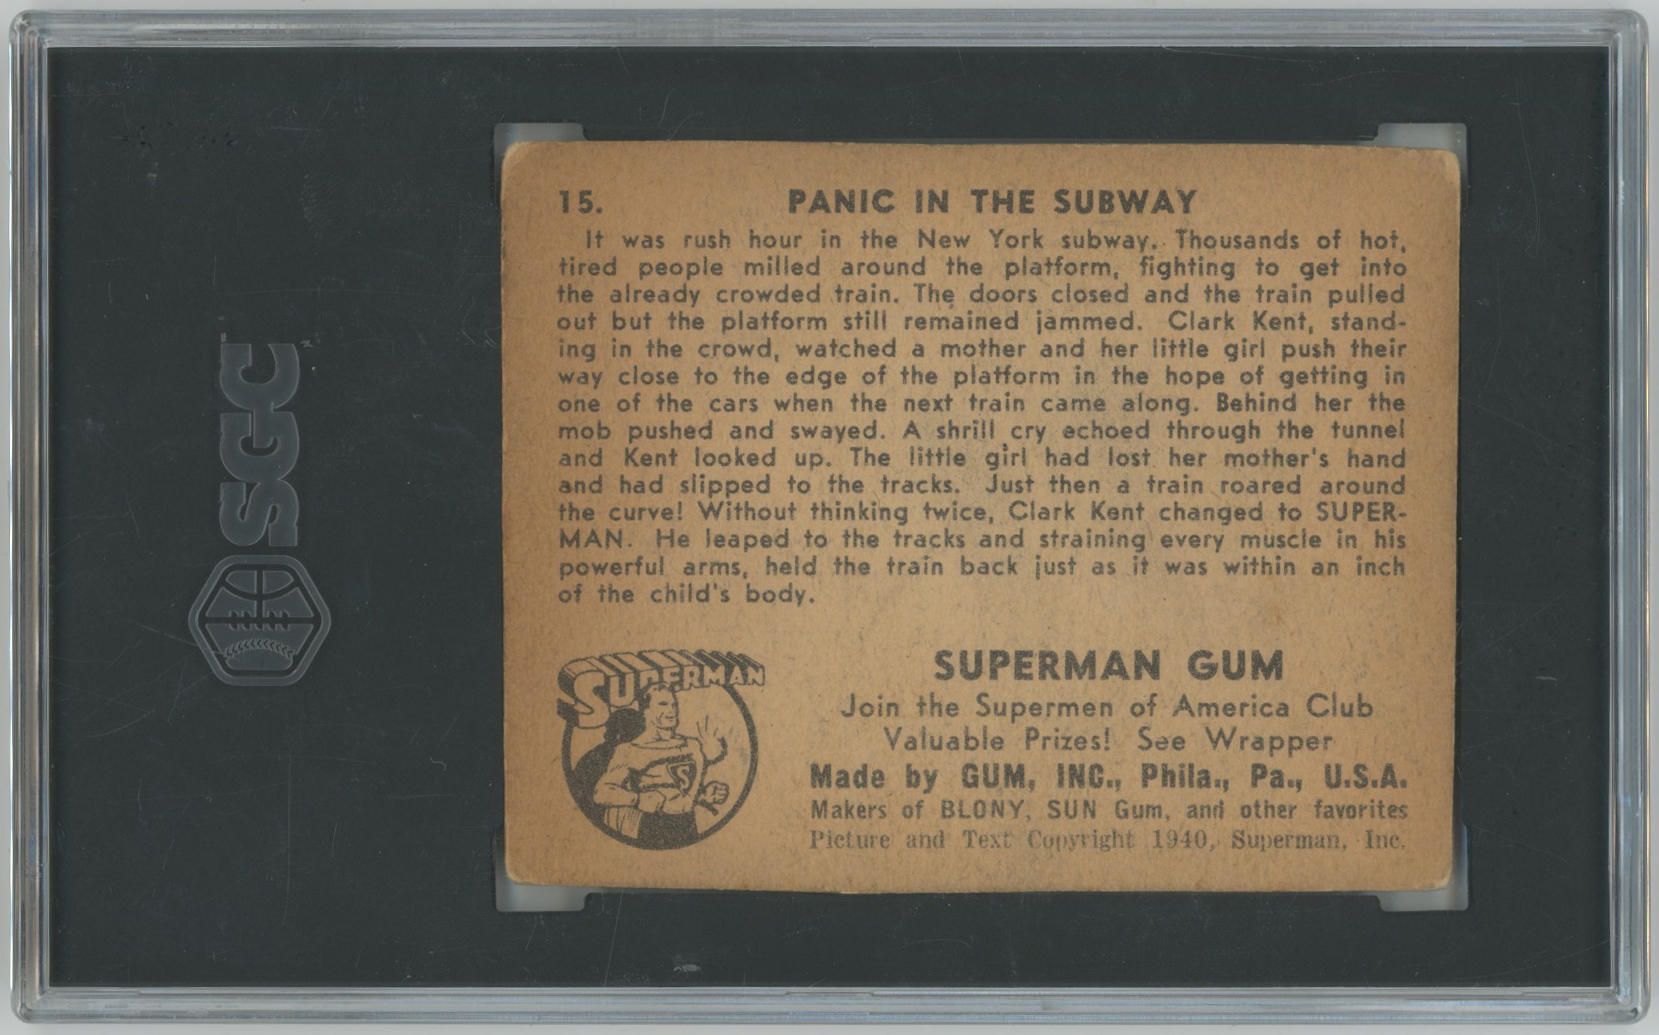 15. PANIC IN THE SUBWAY
It was rush hour in the New York subway. Thousands of hot,
tired people milled around the platform, fighting to get into
the already crowded train. The doors closed and the train pulled
out but the platform still remained jammed. Clark Kent, stand-
ing in the crowd, watched a mother and her little girl push their
way close to the edge of the platform in the hope of getting in
one of the cars when the next train came along. Behind her the
mob pushed and swayed. A shrill cry echoed through the tunnel
and Kent looked up. The little girl had lost her mother's hand
and had slipped to the tracks. Just then a train roared around
the curve! Without thinking twice, Clark Kent changed to SUPER-
MAN. He leaped to the tracks and straining every muscle in his
powerful arms, held the train back just as it was within an inch
of the child's body.
SUPERMAN
S
SUPERMAN GUM
Join the Supermen of America Club
Valuable Prizes! See Wrapper
Made by GUM, INC., Phila., Pa., U.S.A.
Makers of BLONY, SUN Gum, and other favorites
Picture and Text Copyright 1940, Superman, Inc.
SGC